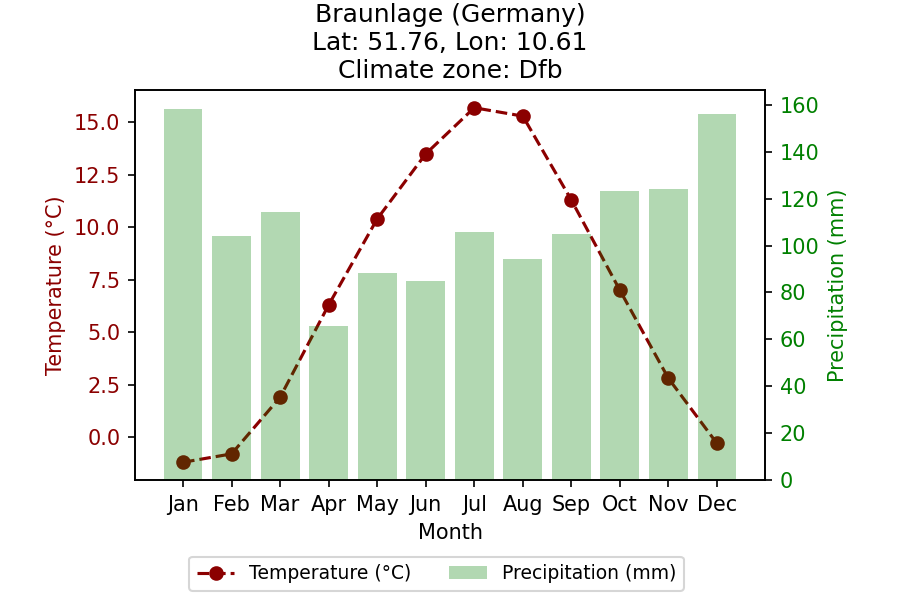 Braunlage (Germany)
Lat: 51.76, Lon: 10.61
Climate zone: Dfb
Temperature (°C)
15.0
12.5
10.0
7.5
5.0
2.5
0.0
160
140
120
100
80
60
40
20
0
Precipitation (mm)
Jan Feb Mar Apr May Jun Jul Aug Sep Oct Nov Dec
Month
Temperature (°C) Precipitation (mm)